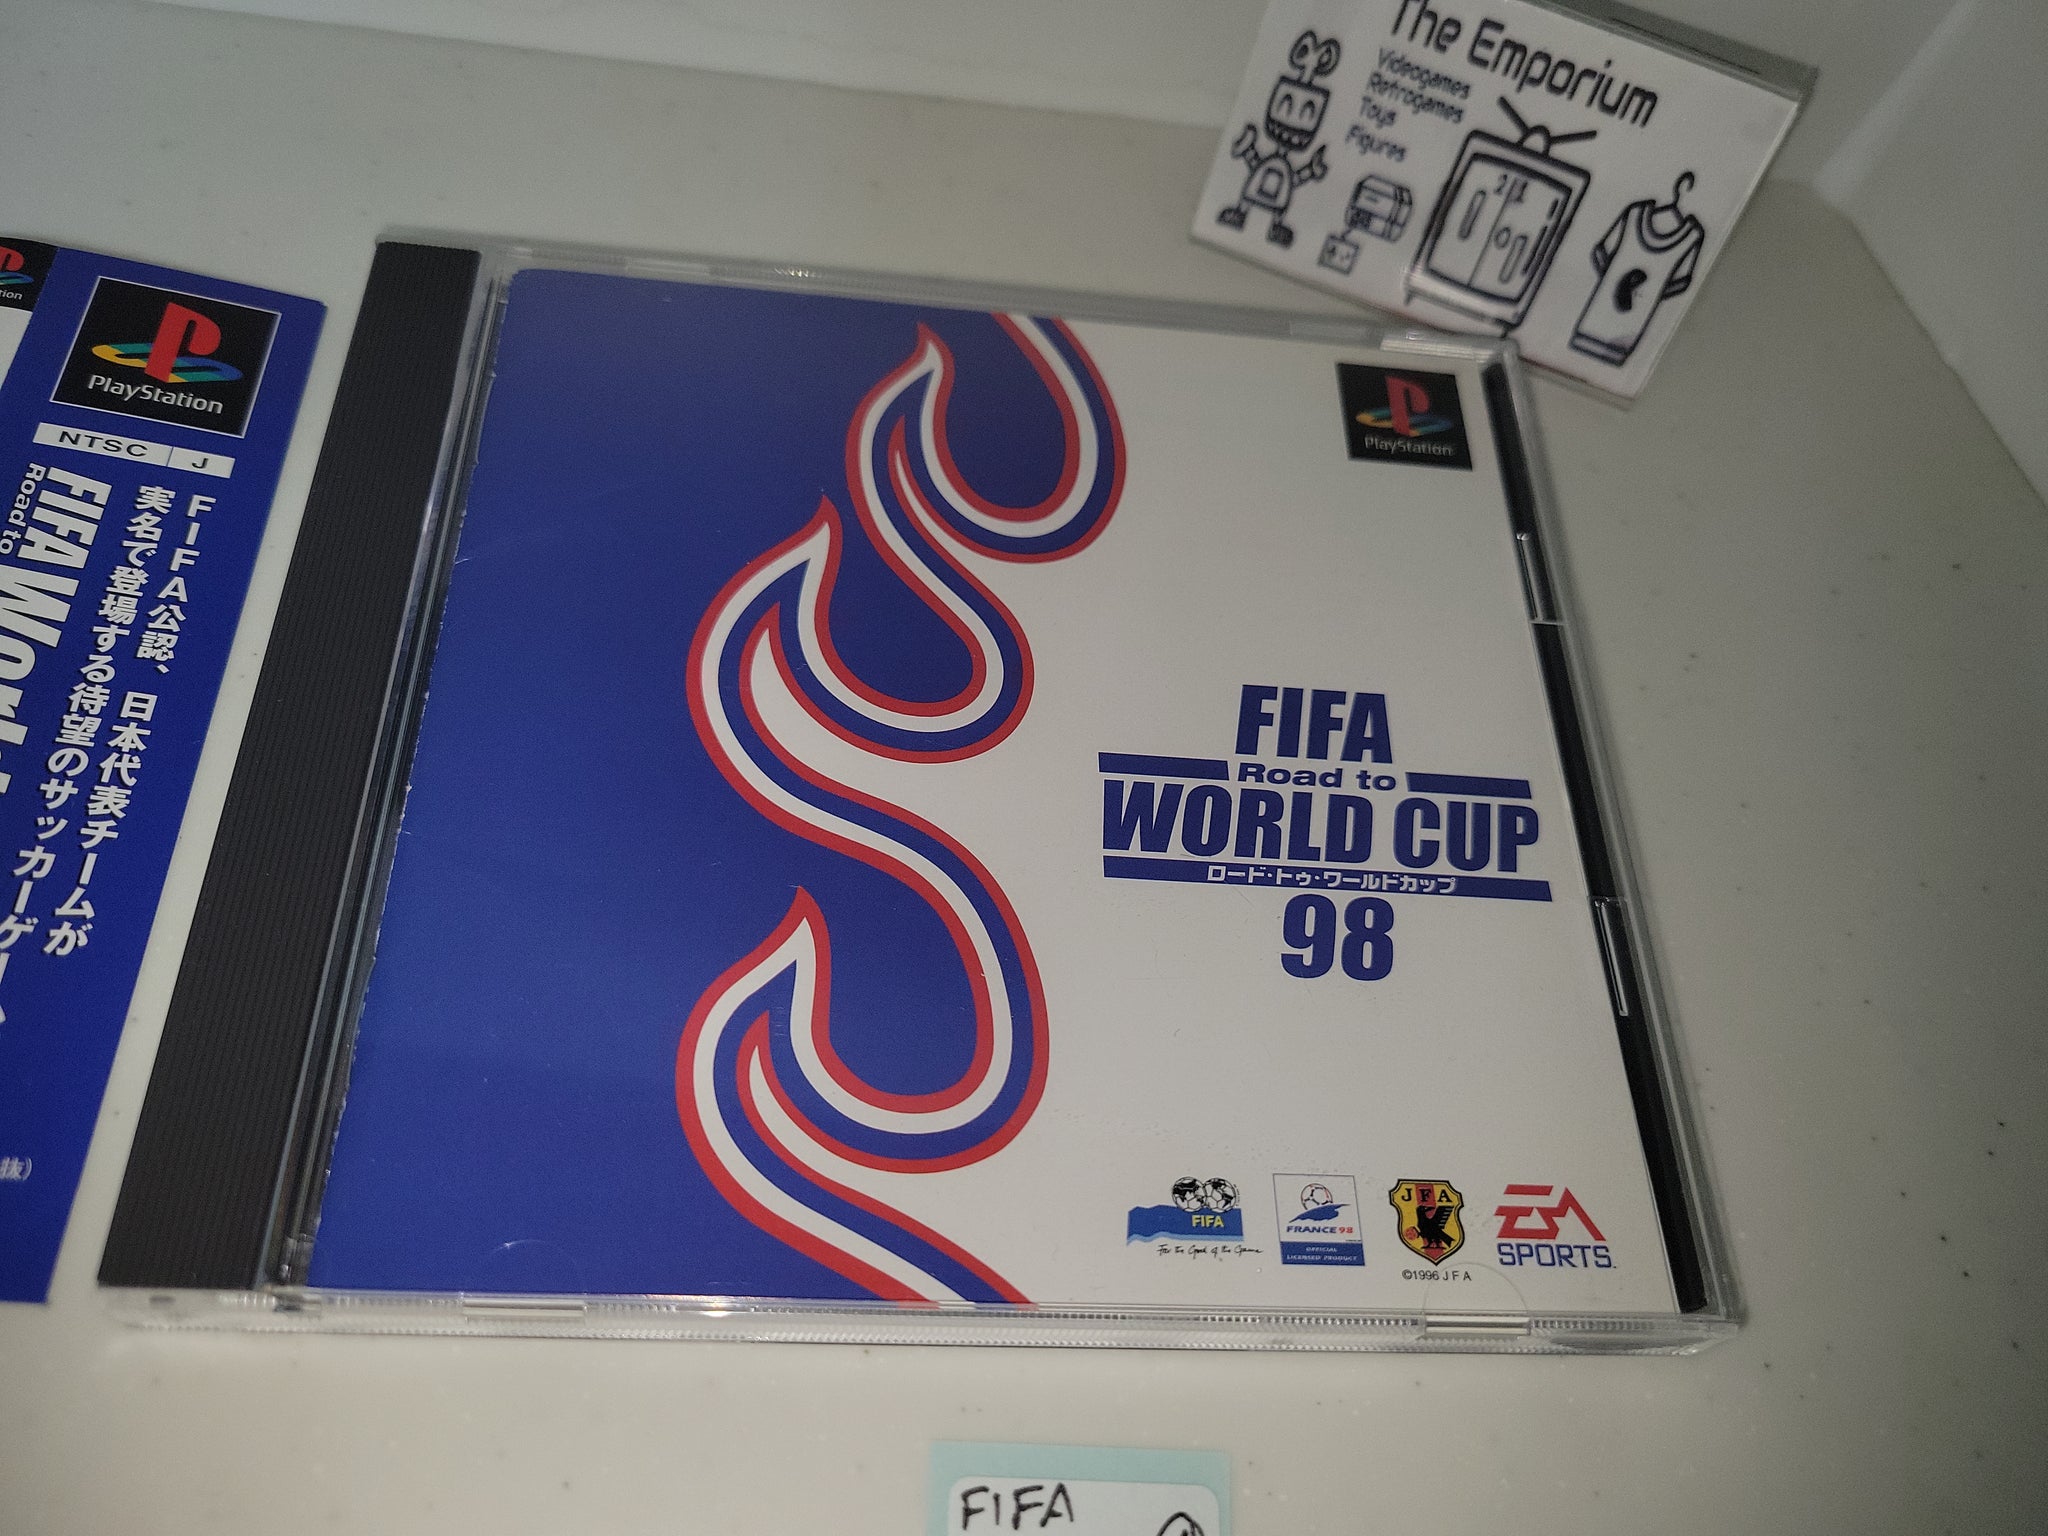 The Emporium
Videogames
Retrogames
Toys
Figures
PlayStation
NTSC J
FIFA公認、日本代表チームが
実名で登場する待望のサッカーゲーム
FIFA
Road to
PlayStation
FIFA
Road to
WORLD CUP
ロード・トゥ・ワールドカップ
98
FIFA
For the Good of the Game
FRANCE 98
OFFICIAL
LICENSED PRODUCT
JFA
©1996 J F A
EA
SPORTS
FIFA